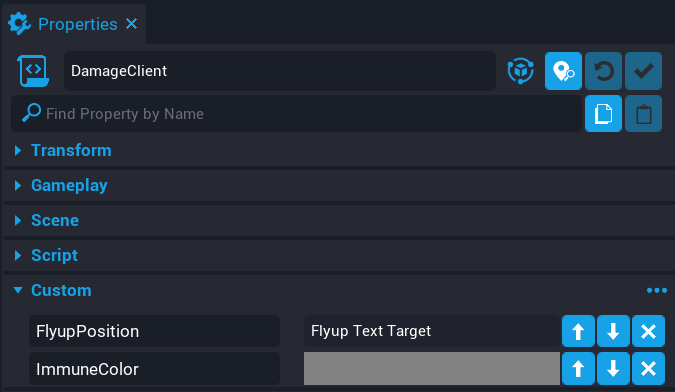 Properties
DamageClient
Find Property by Name
Transform
Gameplay
Scene
Script
Custom
FlyupPosition Flyup Text Target
ImmuneColor